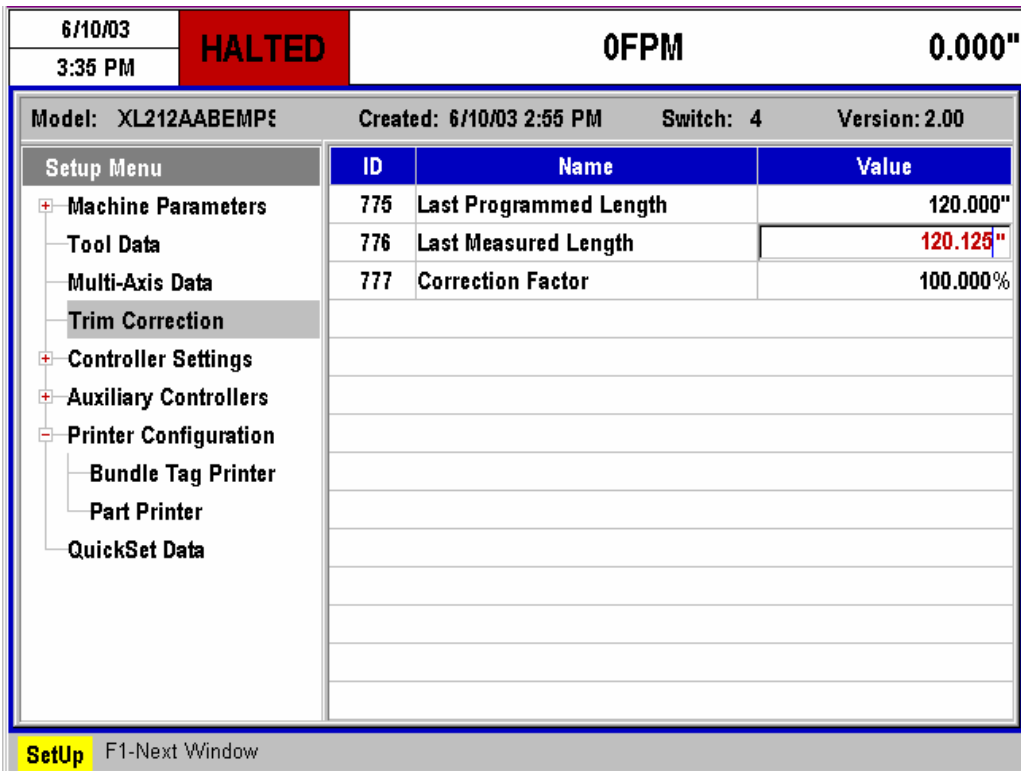 6/10/03
3:35 PM
HALTED
0FPM
0.000"
Model: XL212AABEMPS Created: 6/10/03 2:55 PM Switch: 4 Version: 2.00
Setup Menu
Machine Parameters
Tool Data
Multi-Axis Data
Trim Correction
Controller Settings
Auxiliary Controllers
Printer Configuration
Bundle Tag Printer
Part Printer
QuickSet Data
ID Name Value
775 Last Programmed Length 120.000"
776 Last Measured Length 120.125"
777 Correction Factor 100.000%
SetUp F1-Next Window